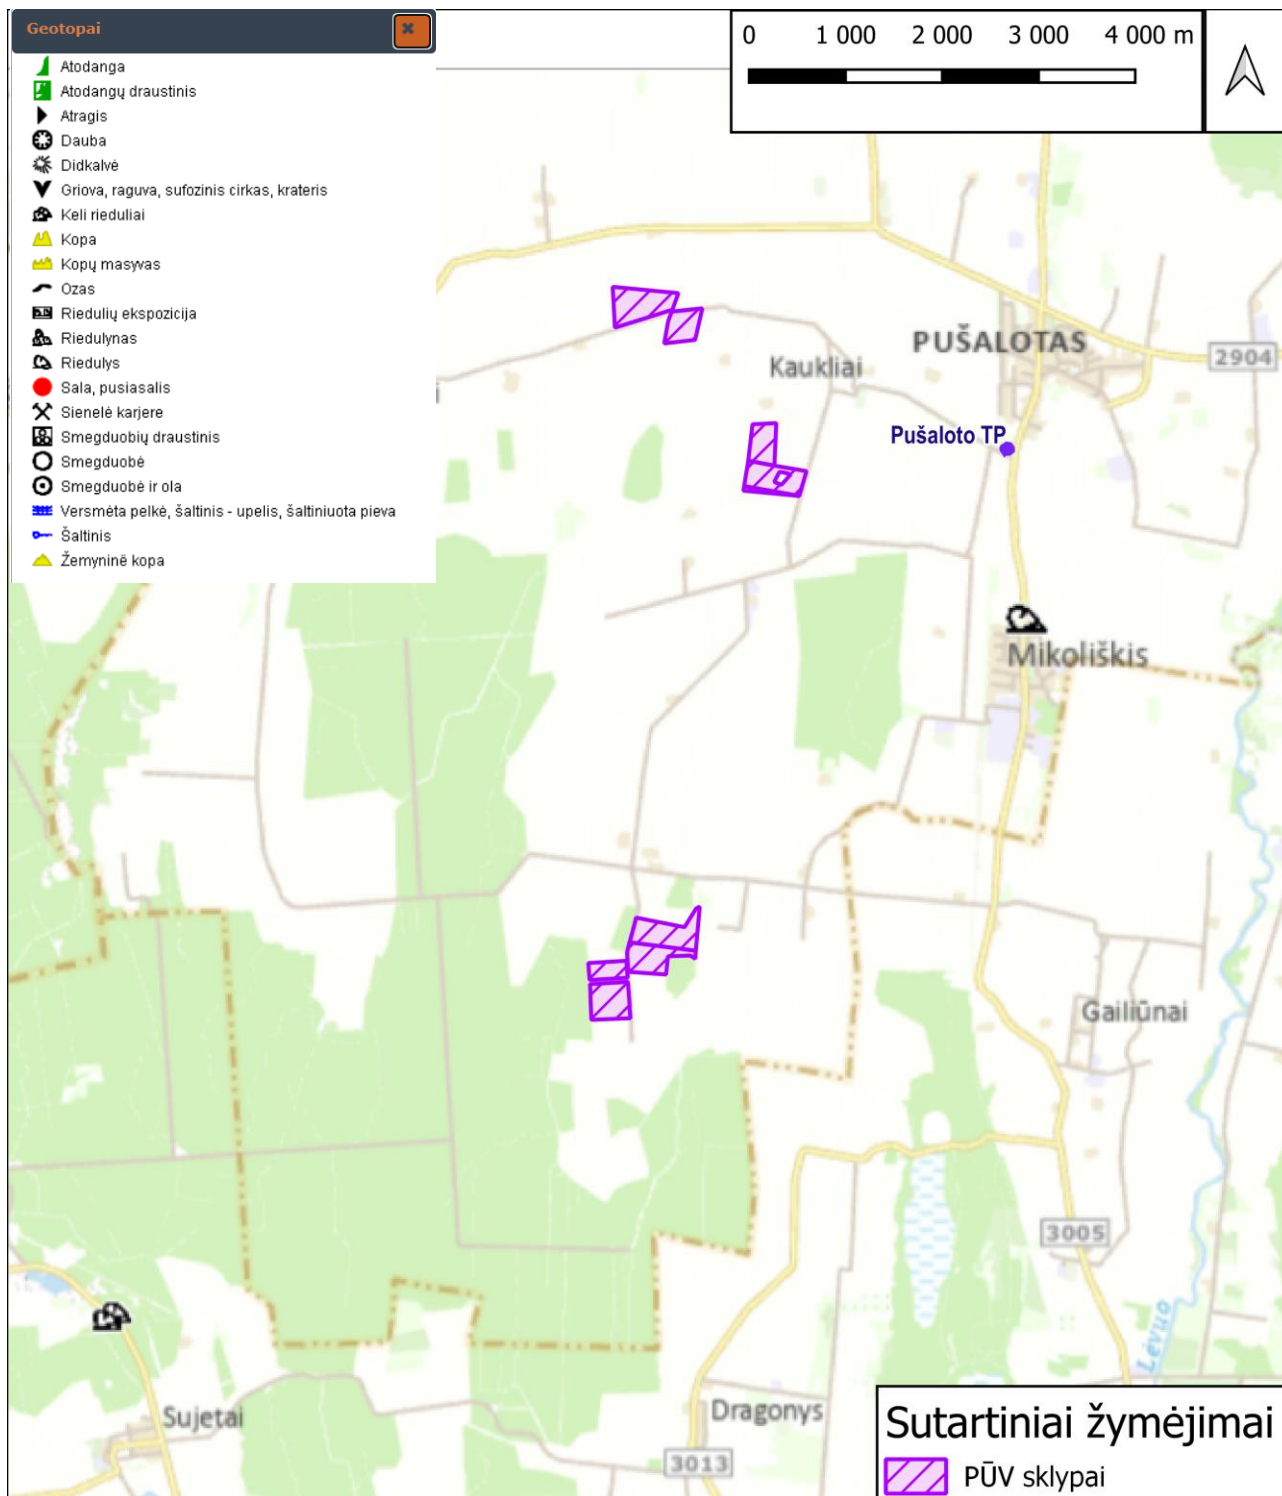 Geotopai
Atodanga
Atodangų draustinis
Atragis
Dauba
Didkalvė
Griova, raguva, sufozinis cirkas, krateris
Keli rieduliai
Kopa
Kopų masyvas
Ozas
Riedulių ekspozicija
Riedulynas
Riedulys
Sala, pusiasalis
Sienelė karjere
Smegduobių draustinis
Smegduobė
Smegduobė ir ola
Versmėta pelkė, šaltinis - upelis, šaltiniuota pieva
Šaltinis
Žemyninė kopa
0 1 000 2 000 3 000 4 000 m
PUŠALOTAS
2904
Kaukliai
Pušaloto TP
Mikoliškis
Gailiūnai
3005
Lėvuo
Sujetai
Dragonys
3013
Sutartiniai žymėjimai
PŪV sklypai